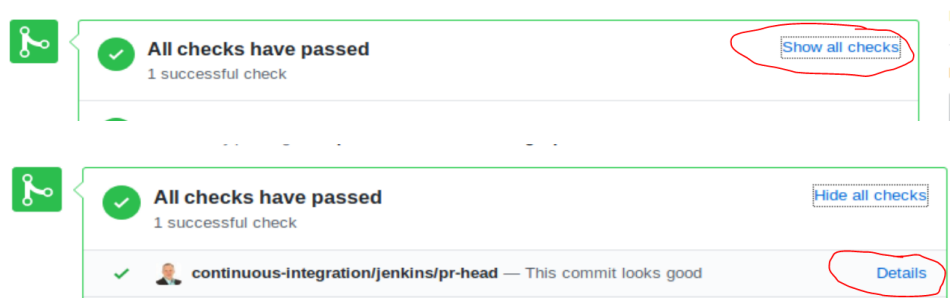 All checks have passed
Show all checks
1 successful check
All checks have passed
Hide all checks
1 successful check
continuous-integration/jenkins/pr-head — This commit looks good
Details